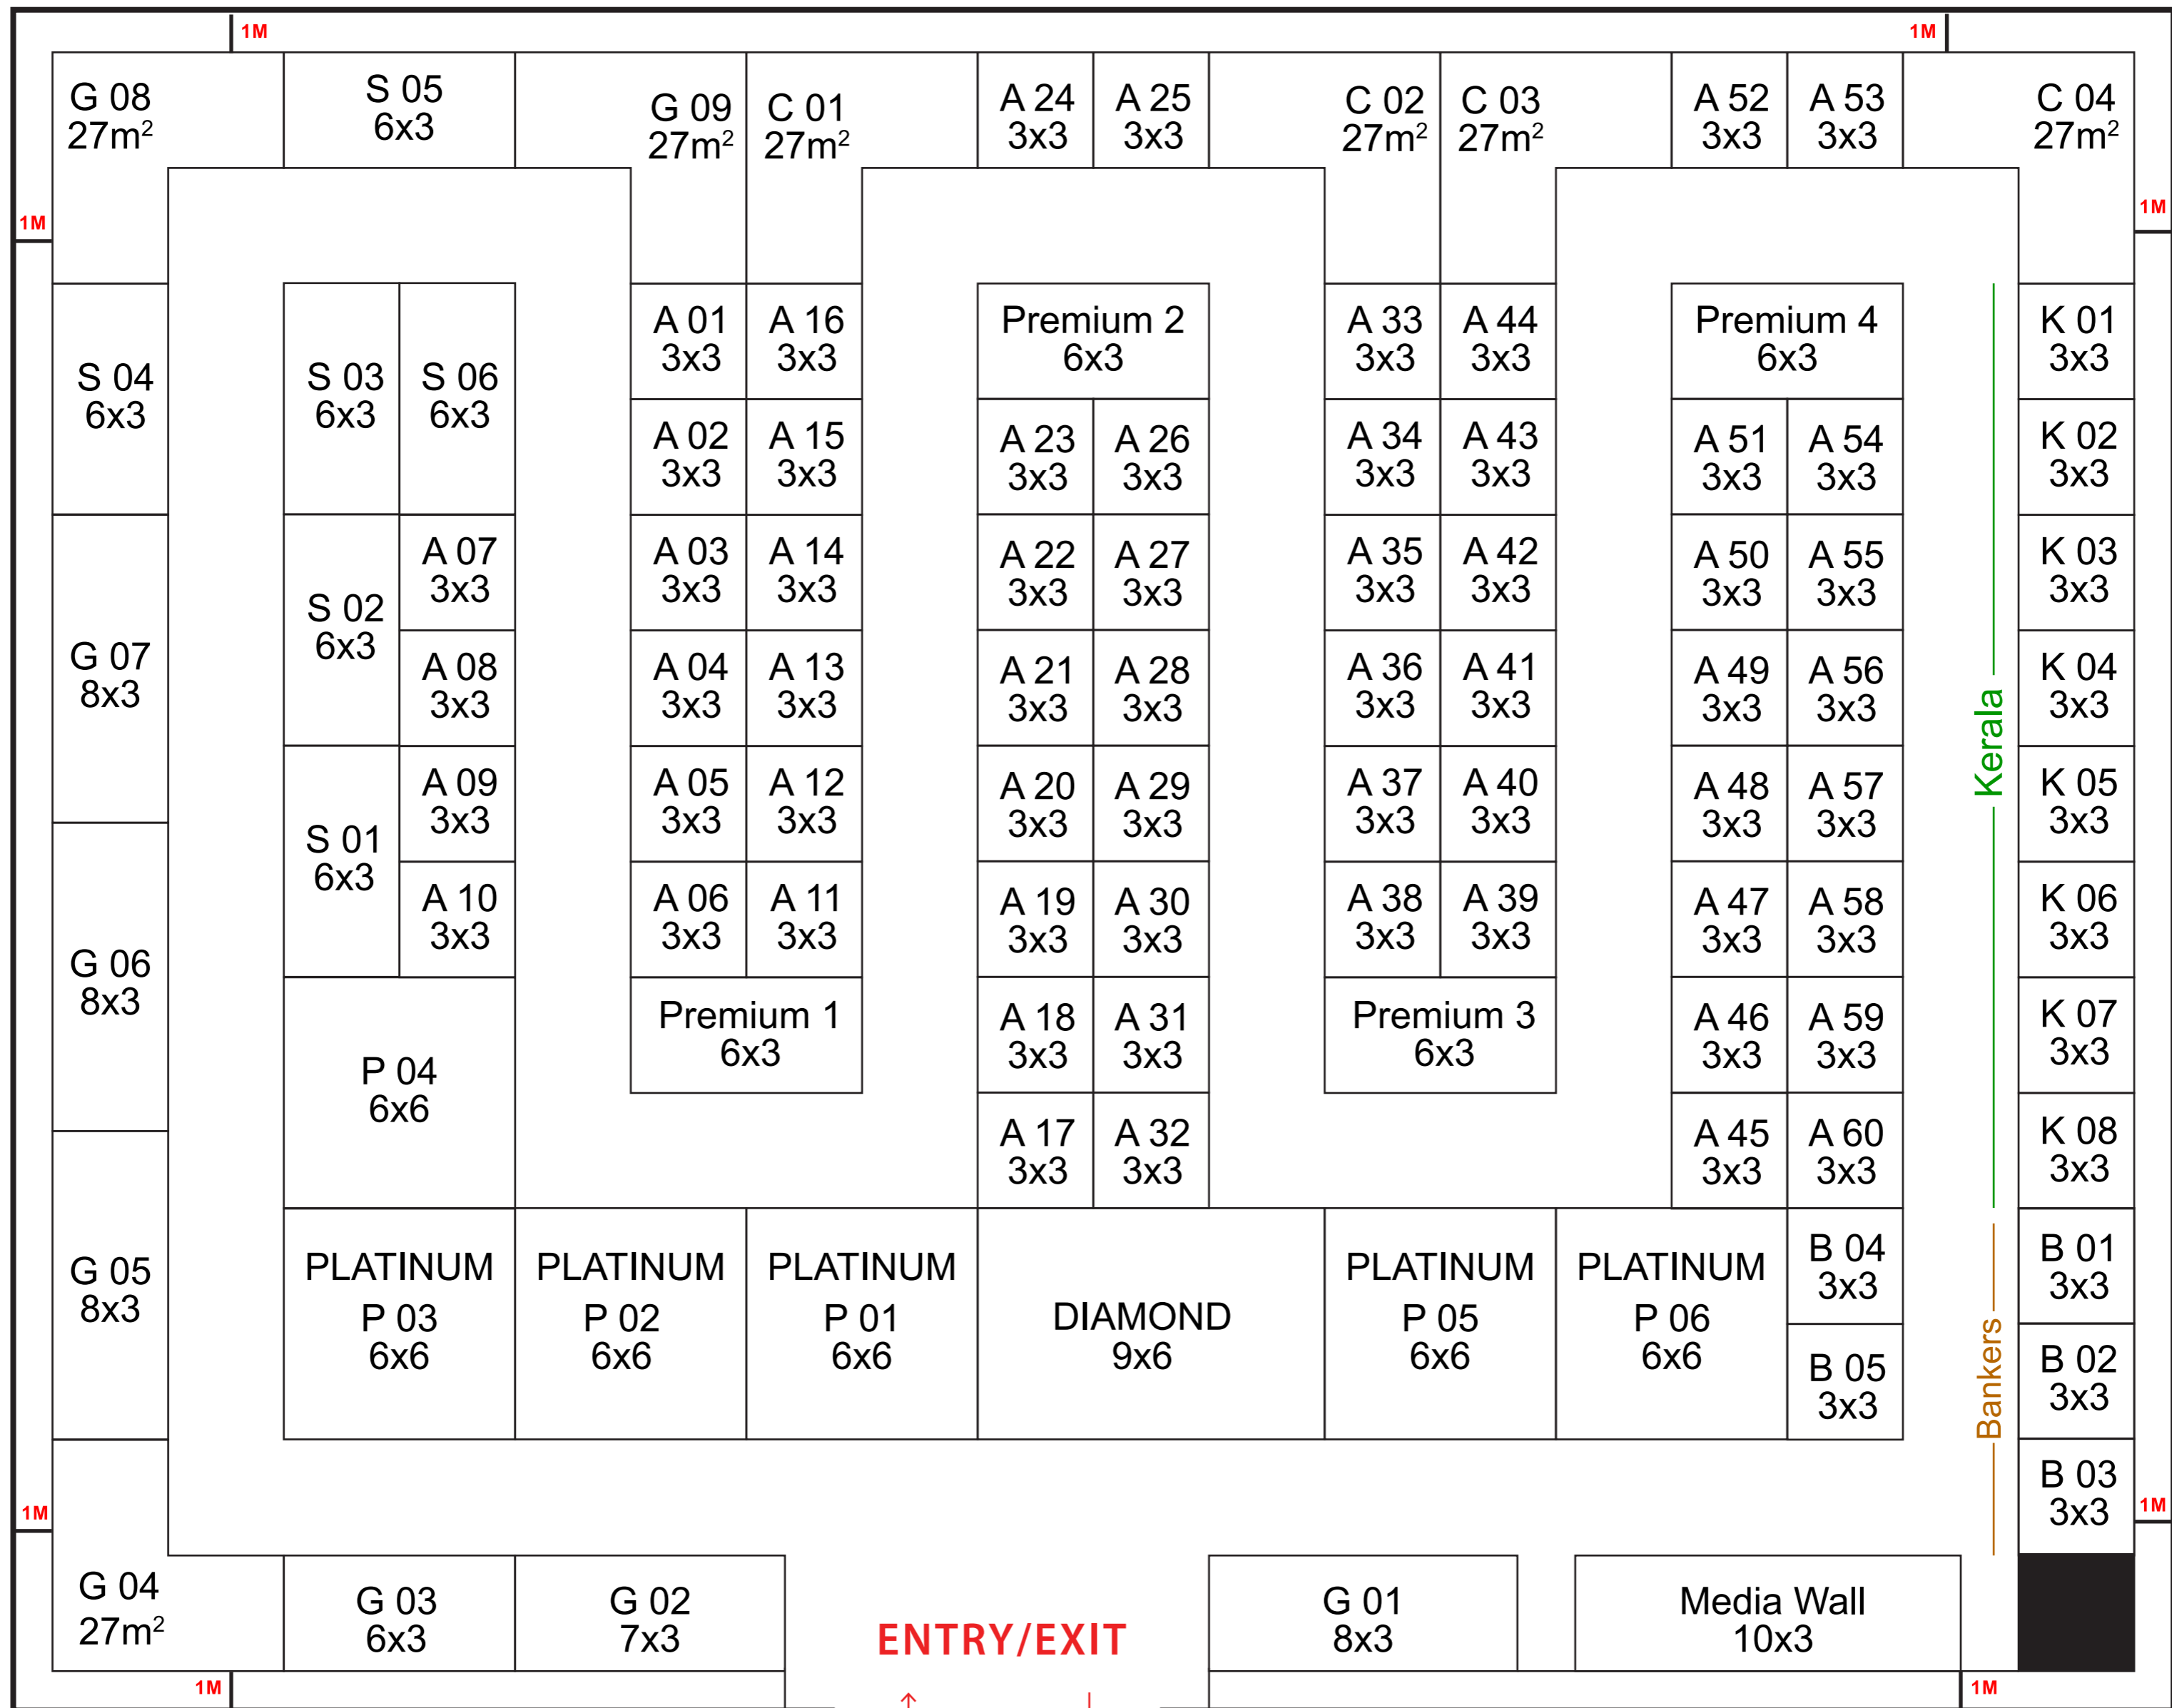 1M
1M
G 08
27m²
S 05
6x3
G 09
27m²
C 01
27m²
A 24
3x3
A 25
3x3
C 02
27m²
C 03
27m²
A 52
3x3
A 53
3x3
C 04
27m²
1M
1M
S 04
6x3
S 03
6x3
S 06
6x3
A 01
3x3
A 16
3x3
Premium 2
6x3
A 33
3x3
A 44
3x3
Premium 4
6x3
K 01
3x3
A 02
3x3
A 15
3x3
A 23
3x3
A 26
3x3
A 34
3x3
A 43
3x3
A 51
3x3
A 54
3x3
K 02
3x3
G 07
8x3
S 02
6x3
A 07
3x3
A 03
3x3
A 14
3x3
A 22
3x3
A 27
3x3
A 35
3x3
A 42
3x3
A 50
3x3
A 55
3x3
K 03
3x3
A 08
3x3
A 04
3x3
A 13
3x3
A 21
3x3
A 28
3x3
A 36
3x3
A 41
3x3
A 49
3x3
A 56
3x3
Kerala
K 04
3x3
S 01
6x3
A 09
3x3
A 05
3x3
A 12
3x3
A 20
3x3
A 29
3x3
A 37
3x3
A 40
3x3
A 48
3x3
A 57
3x3
K 05
3x3
G 06
8x3
A 10
3x3
A 06
3x3
A 11
3x3
A 19
3x3
A 30
3x3
A 38
3x3
A 39
3x3
A 47
3x3
A 58
3x3
K 06
3x3
P 04
6x6
Premium 1
6x3
A 18
3x3
A 31
3x3
Premium 3
6x3
A 46
3x3
A 59
3x3
K 07
3x3
A 17
3x3
A 32
3x3
A 45
3x3
A 60
3x3
K 08
3x3
G 05
8x3
PLATINUM
P 03
6x6
PLATINUM
P 02
6x6
PLATINUM
P 01
6x6
DIAMOND
9x6
PLATINUM
P 05
6x6
PLATINUM
P 06
6x6
B 04
3x3
B 05
3x3
Bankers
B 01
3x3
B 02
3x3
B 03
3x3
1M
1M
G 04
27m²
G 03
6x3
G 02
7x3
ENTRY/EXIT
G 01
8x3
Media Wall
10x3
1M
1M